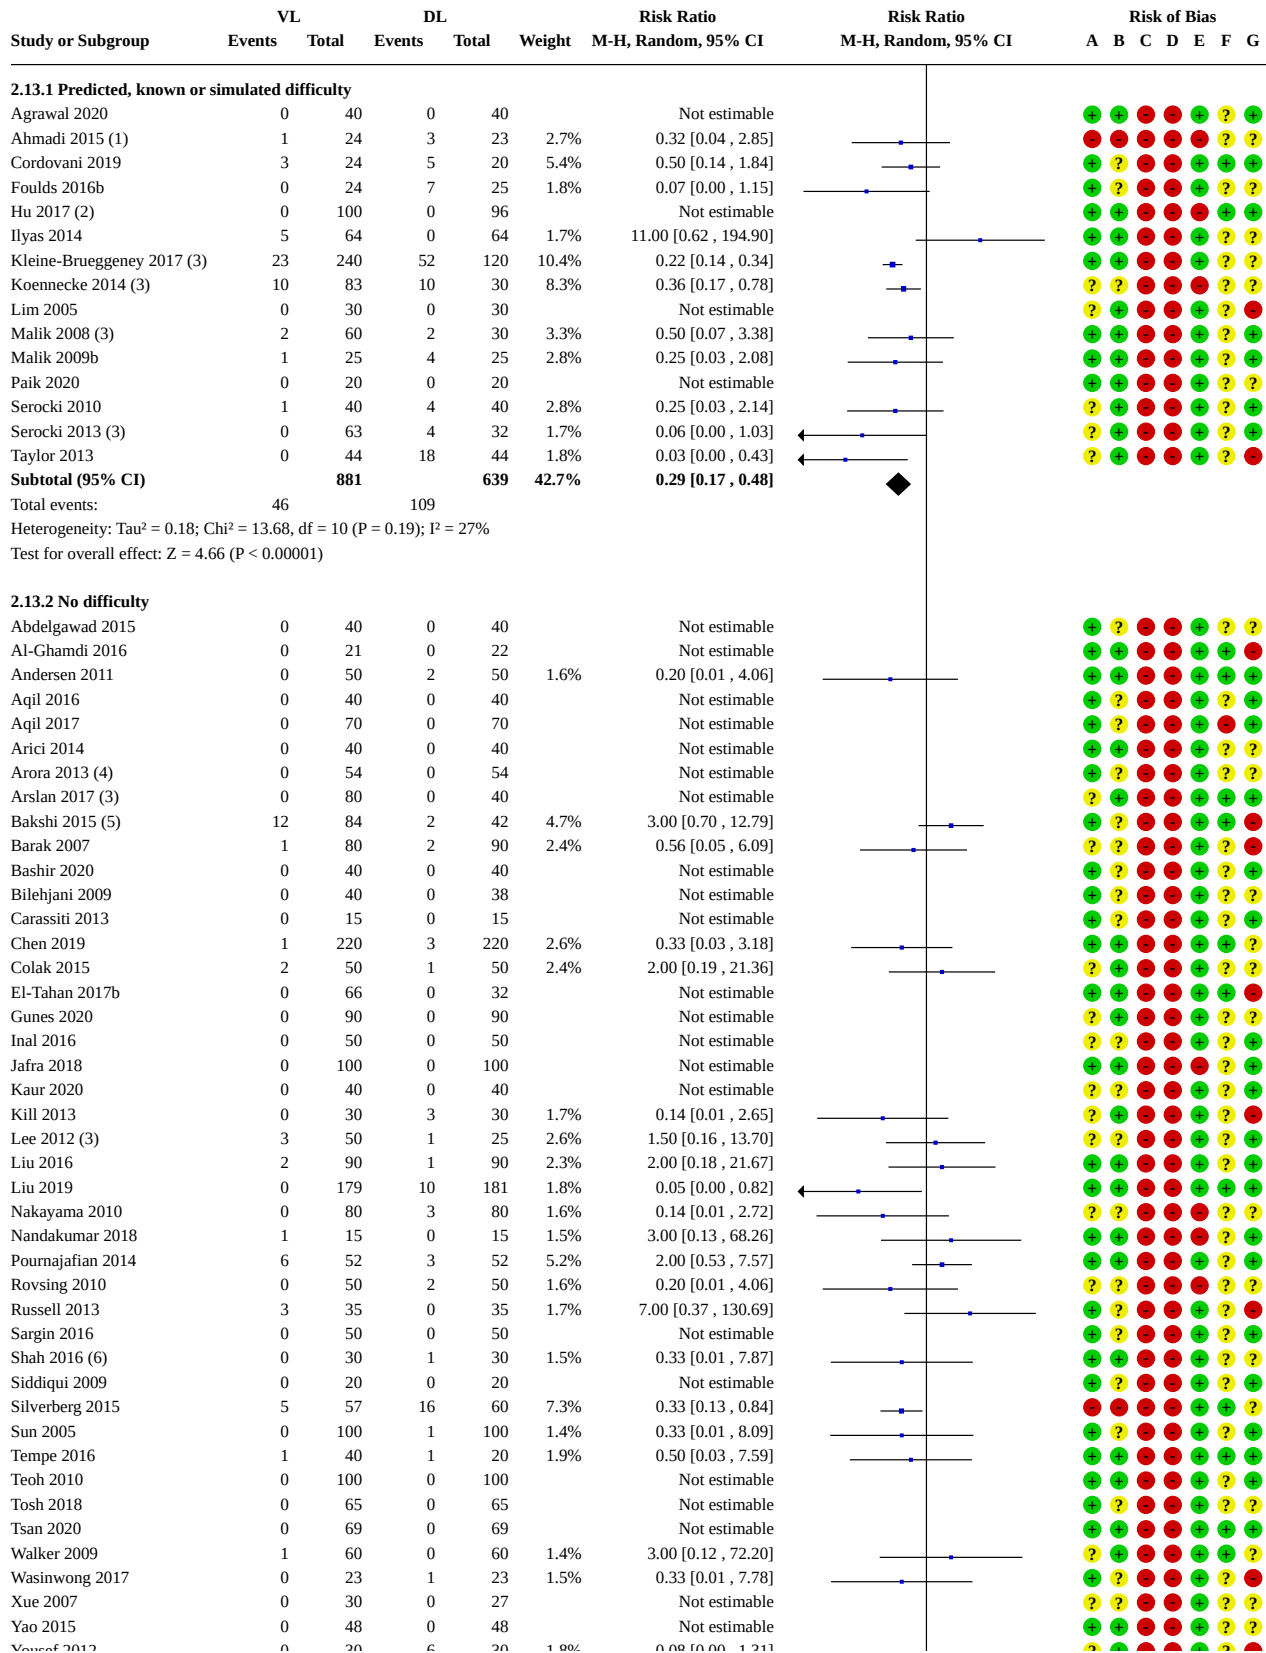 VL DL Risk Ratio Risk Ratio Risk of Bias
Study or Subgroup Events Total Events Total Weight M-H, Random, 95% CI M-H, Random, 95% CI A B C D E F G
2.13.1 Predicted, known or simulated difficulty
Agrawal 2020 0 40 0 40 Not estimable + + - - + ? +
Ahmadi 2015 (1) 1 24 3 23 2.7% 0.32 [0.04 , 2.85] - - - - - ? ?
Cordovani 2019 3 24 5 20 5.4% 0.50 [0.14 , 1.84] + ? - - + + +
Foulds 2016b 0 24 7 25 1.8% 0.07 [0.00 , 1.15] + ? - - + ? ?
Hu 2017 (2) 0 100 0 96 Not estimable + + - - - + +
Ilyas 2014 5 64 0 64 1.7% 11.00 [0.62 , 194.90] + + - - + ? ?
Kleine-Brueggeney 2017 (3) 23 240 52 120 10.4% 0.22 [0.14 , 0.34] + + - - + ? ?
Koennecke 2014 (3) 10 83 10 30 8.3% 0.36 [0.17 , 0.78] ? ? - - - ? ?
Lim 2005 0 30 0 30 Not estimable ? + - - + ? -
Malik 2008 (3) 2 60 2 30 3.3% 0.50 [0.07 , 3.38] + + - - + ? +
Malik 2009b 1 25 4 25 2.8% 0.25 [0.03 , 2.08] + + - - + ? +
Paik 2020 0 20 0 20 Not estimable + + - - + ? ?
Serocki 2010 1 40 4 40 2.8% 0.25 [0.03 , 2.14] ? + - - + ? +
Serocki 2013 (3) 0 63 4 32 1.7% 0.06 [0.00 , 1.03] ? + - - + ? +
Taylor 2013 0 44 18 44 1.8% 0.03 [0.00 , 0.43] ? + - - + ? -
Subtotal (95% CI) 881 639 42.7% 0.29 [0.17 , 0.48]
Total events: 46 109
Heterogeneity: Tau² = 0.18; Chi² = 13.68, df = 10 (P = 0.19); I² = 27%
Test for overall effect: Z = 4.66 (P < 0.00001)
2.13.2 No difficulty
Abdelgawad 2015 0 40 0 40 Not estimable + ? - - + ? ?
Al-Ghamdi 2016 0 21 0 22 Not estimable + + - - + + -
Andersen 2011 0 50 2 50 1.6% 0.20 [0.01 , 4.06] + + - - + + +
Aqil 2016 0 40 0 40 Not estimable + ? - - + ? +
Aqil 2017 0 70 0 70 Not estimable + ? - - + - +
Arici 2014 0 40 0 40 Not estimable + + - - + ? ?
Arora 2013 (4) 0 54 0 54 Not estimable + ? - - + ? ?
Arslan 2017 (3) 0 80 0 40 Not estimable ? + - - + + +
Bakshi 2015 (5) 12 84 2 42 4.7% 3.00 [0.70 , 12.79] + ? - - + + -
Barak 2007 1 80 2 90 2.4% 0.56 [0.05 , 6.09] ? ? - - + ? -
Bashir 2020 0 40 0 40 Not estimable + ? - - + ? +
Bilehjani 2009 0 40 0 38 Not estimable + ? - - + ? ?
Carassiti 2013 0 15 0 15 Not estimable + ? - - + ? +
Chen 2019 1 220 3 220 2.6% 0.33 [0.03 , 3.18] + + - - + + ?
Colak 2015 2 50 1 50 2.4% 2.00 [0.19 , 21.36] ? + - - + ? ?
El-Tahan 2017b 0 66 0 32 Not estimable + + - - + + -
Gunes 2020 0 90 0 90 Not estimable ? + - - + ? ?
Inal 2016 0 50 0 50 Not estimable ? ? - - + ? +
Jafra 2018 0 100 0 100 Not estimable + + - - - ? +
Kaur 2020 0 40 0 40 Not estimable ? ? - - + ? +
Kill 2013 0 30 3 30 1.7% 0.14 [0.01 , 2.65] ? + - - + ? -
Lee 2012 (3) 3 50 1 25 2.6% 1.50 [0.16 , 13.70] ? ? - - + ? +
Liu 2016 2 90 1 90 2.3% 2.00 [0.18 , 21.67] + + - - + ? +
Liu 2019 0 179 10 181 1.8% 0.05 [0.00 , 0.82] + + - - + + +
Nakayama 2010 0 80 3 80 1.6% 0.14 [0.01 , 2.72] ? ? - - - ? ?
Nandakumar 2018 1 15 0 15 1.5% 3.00 [0.13 , 68.26] + + - - - ? +
Pournajafian 2014 6 52 3 52 5.2% 2.00 [0.53 , 7.57] + + - - + ? +
Rovsing 2010 0 50 2 50 1.6% 0.20 [0.01 , 4.06] ? ? - - - ? ?
Russell 2013 3 35 0 35 1.7% 7.00 [0.37 , 130.69] + ? - - + ? -
Sargin 2016 0 50 0 50 Not estimable + ? - - + ? +
Shah 2016 (6) 0 30 1 30 1.5% 0.33 [0.01 , 7.87] + + - - + ? ?
Siddiqui 2009 0 20 0 20 Not estimable + ? - - + ? +
Silverberg 2015 5 57 16 60 7.3% 0.33 [0.13 , 0.84] - - - - + + ?
Sun 2005 0 100 1 100 1.4% 0.33 [0.01 , 8.09] + ? - - + ? +
Tempe 2016 1 40 1 20 1.9% 0.50 [0.03 , 7.59] + + - - + + +
Teoh 2010 0 100 0 100 Not estimable + + - - + ? +
Tosh 2018 0 65 0 65 Not estimable + ? - - + ? ?
Tsan 2020 0 69 0 69 Not estimable + + - - + + +
Walker 2009 1 60 0 60 1.4% 3.00 [0.12 , 72.20] ? + - - + + ?
Wasinwong 2017 0 23 1 23 1.5% 0.33 [0.01 , 7.78] + ? - - + ? -
Xue 2007 0 30 0 27 Not estimable ? ? - - + ? ?
Yao 2015 0 48 0 48 Not estimable + + - - + ? ?
Yousef 2012 0 30 6 30 1.8% 0.08 [0.00 , 1.31] ? + - - + ? -